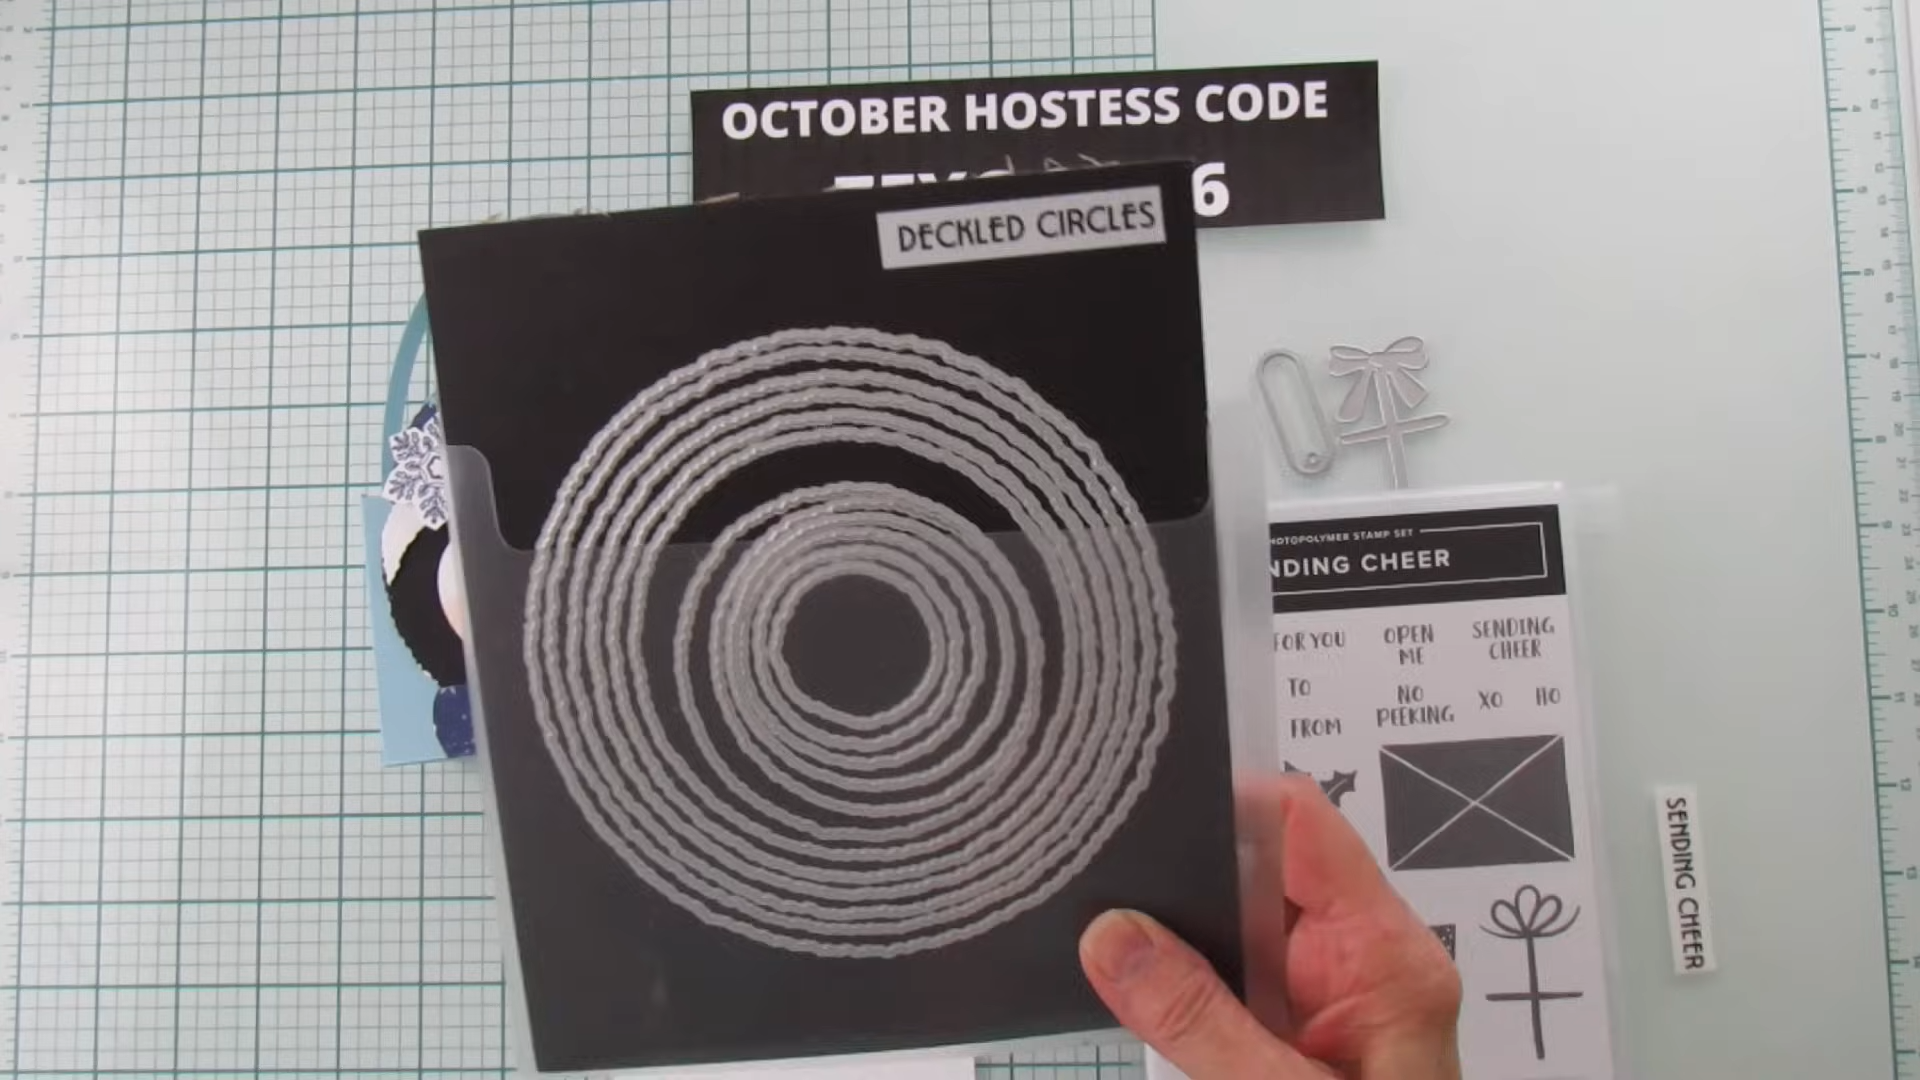 OCTOBER HOSTESS CODE
6
DECKLED CIRCLES
PHOTOPOLYMER STAMP SET
NDING CHEER
FOR YOU
OPEN
ME
SENDING
CHEER
TO
FROM
NO
PEEKING
XO
HO
SENDING CHEER